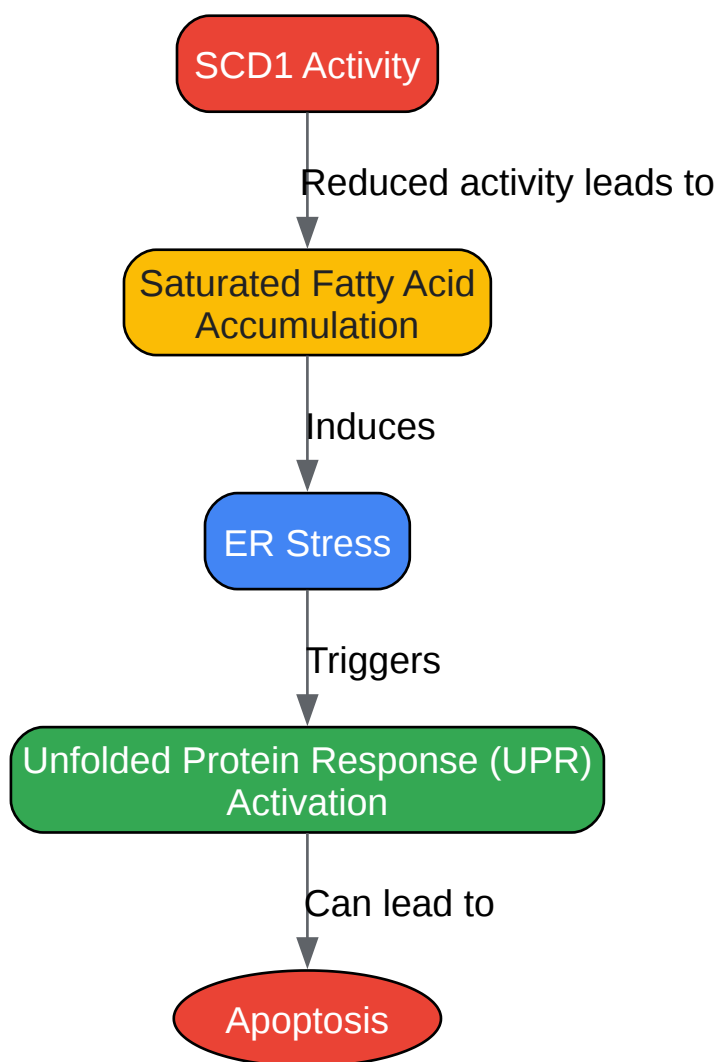 SCD1 Activity
Reduced activity leads to
Saturated Fatty Acid
Accumulation
Induces
ER Stress
Triggers
Unfolded Protein Response (UPR)
Activation
Can lead to
Apoptosis